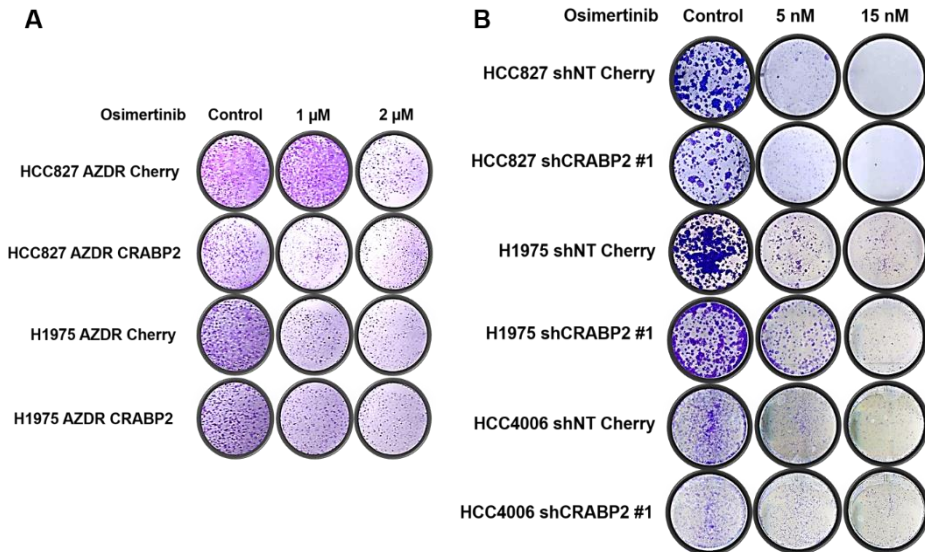 A
Osimertinib Control 1 µM 2 µM
HCC827 AZDR Cherry
HCC827 AZDR CRABP2
H1975 AZDR Cherry
H1975 AZDR CRABP2
B
Osimertinib Control 5 nM 15 nM
HCC827 shNT Cherry
HCC827 shCRABP2 #1
H1975 shNT Cherry
H1975 shCRABP2 #1
HCC4006 shNT Cherry
HCC4006 shCRABP2 #1